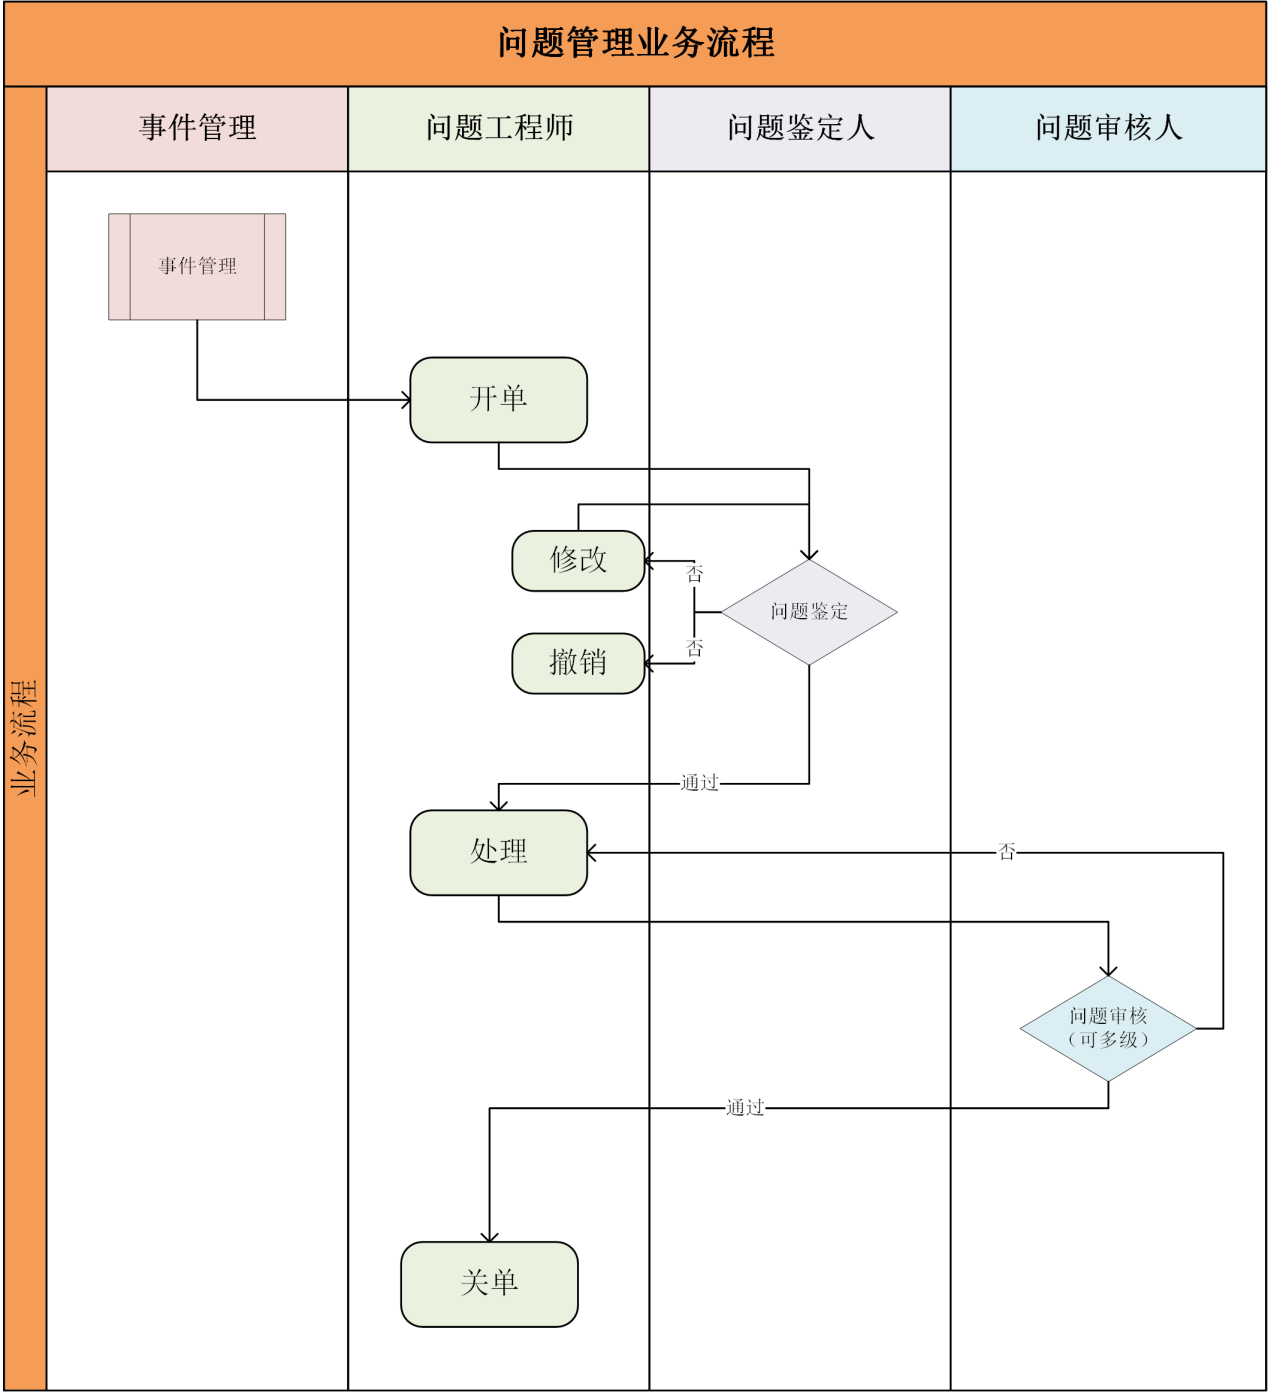 问题管理业务流程
事件管理
问题工程师
问题鉴定人
问题审核人
业务流程
事件管理
开单
修改
否
问题鉴定
否
撤销
通过
处理
否
问题审核
（可多级）
通过
关单